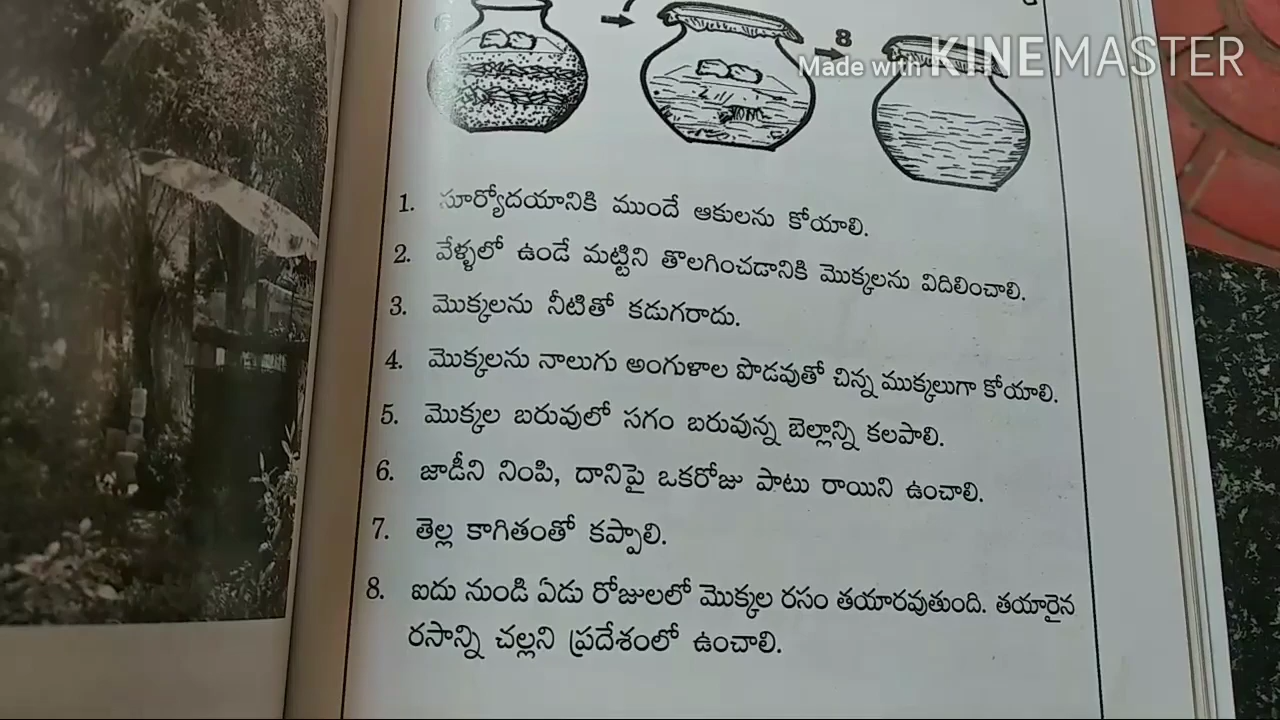 8
Made with KINEMASTER
1. సూర్యోదయానికి ముందే ఆకులను కోయాలి.
2. వేళ్ళలో ఉండే మట్టిని తొలగించడానికి మొక్కలను విదిలించాలి.
3. మొక్కలను నీటితో కడుగరాదు.
4. మొక్కలను నాలుగు అంగుళాల పొడవుతో చిన్న ముక్కలుగా కోయాలి.
5. మొక్కల బరువులో సగం బరువున్న బెల్లాన్ని కలపాలి.
6. జాడీని నింపి, దానిపై ఒకరోజు పాటు రాయిని ఉంచాలి.
7. తెల్ల కాగితంతో కప్పాలి.
8. ఐదు నుండి ఏడు రోజులలో మొక్కల రసం తయారవుతుంది. తయారైన
రసాన్ని చల్లని ప్రదేశంలో ఉంచాలి.